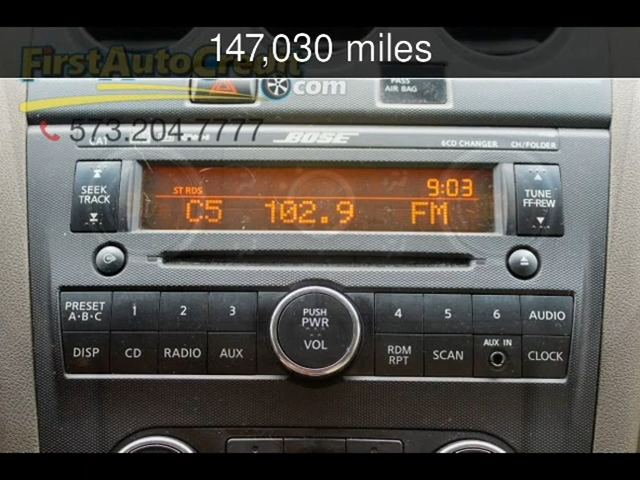 147,030 miles
FirstAutoCredit
.com
PASS
AIR BAG
573.204.7777
BOSE
6CD CHANGER CH/FOLDER
SEEK
TRACK
ST RDS 9:03
C5 102.9 FM
TUNE
FF·REW
PRESET
A·B·C
1 2 3
PUSH
PWR
VOL
4 5 6 AUDIO
DISP CD RADIO AUX
RDM
RPT
SCAN
AUX IN
CLOCK